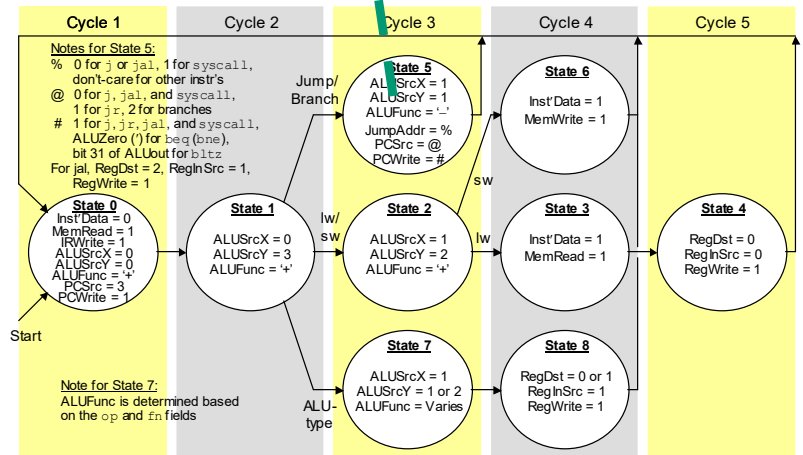 Cycle 1
Cycle 2
Cycle 3
Cycle 4
Cycle 5
Notes for State 5:
% 0 for j or jal, 1 for syscall,
don't-care for other instr's
@ 0 for j, jal, and syscall,
1 for jr, 2 for branches
# 1 for j, jr, jal, and syscall,
ALUZero (') for beq (bne),
bit 31 of ALUout for bltz
For jal, RegDst = 2, RegInSrc = 1,
RegWrite = 1
State 0
Inst'Data = 0
MemRead = 1
IRWrite = 1
ALUSrcX = 0
ALUSrcY = 0
ALUFunc = '+'
PCSrc = 3
PCWrite = 1
Start
Note for State 7:
ALUFunc is determined based
on the op and fn fields
State 1
ALUSrcX = 0
ALUSrcY = 3
ALUFunc = '+'
Jump/
Branch
lw/
sw
ALU-
type
State 5
ALUSrcX = 1
ALUSrcY = 1
ALUFunc = '–'
JumpAddr = %
PCSrc = @
PCWrite = #
State 2
ALUSrcX = 1
ALUSrcY = 2
ALUFunc = '+'
sw
lw
State 7
ALUSrcX = 1
ALUSrcY = 1 or 2
ALUFunc = Varies
State 6
Inst'Data = 1
MemWrite = 1
State 3
Inst'Data = 1
MemRead = 1
State 8
RegDst = 0 or 1
RegInSrc = 1
RegWrite = 1
State 4
RegDst = 0
RegInSrc = 0
RegWrite = 1